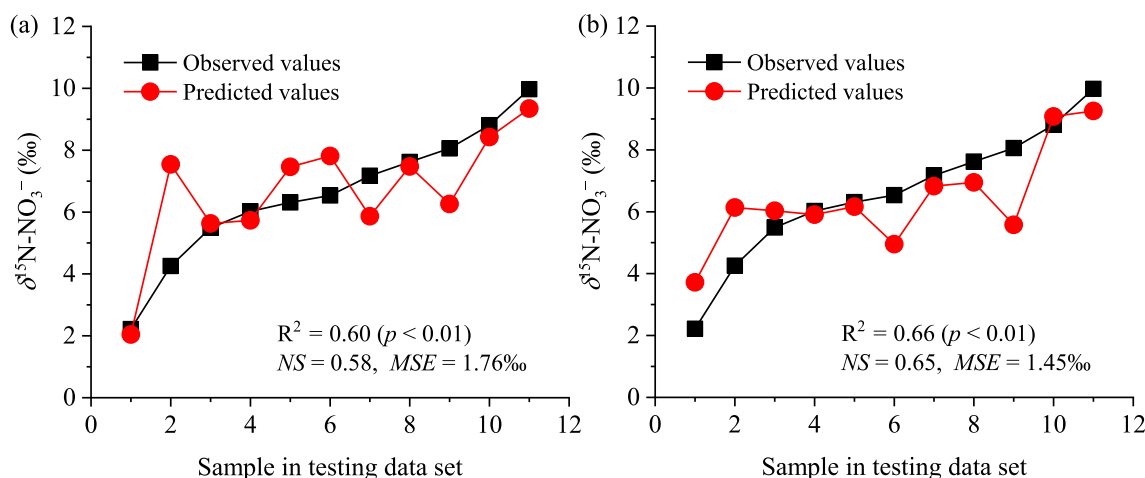 (a)
12
10
8
6
4
2
0
δ¹⁵N-NO₃⁻ (‰)
Observed values
Predicted values
R² = 0.60 (p < 0.01)
NS = 0.58, MSE = 1.76‰
0 2 4 6 8 10 12
Sample in testing data set
(b)
12
10
8
6
4
2
0
δ¹⁵N-NO₃⁻ (‰)
Observed values
Predicted values
R² = 0.66 (p < 0.01)
NS = 0.65, MSE = 1.45‰
0 2 4 6 8 10 12
Sample in testing data set